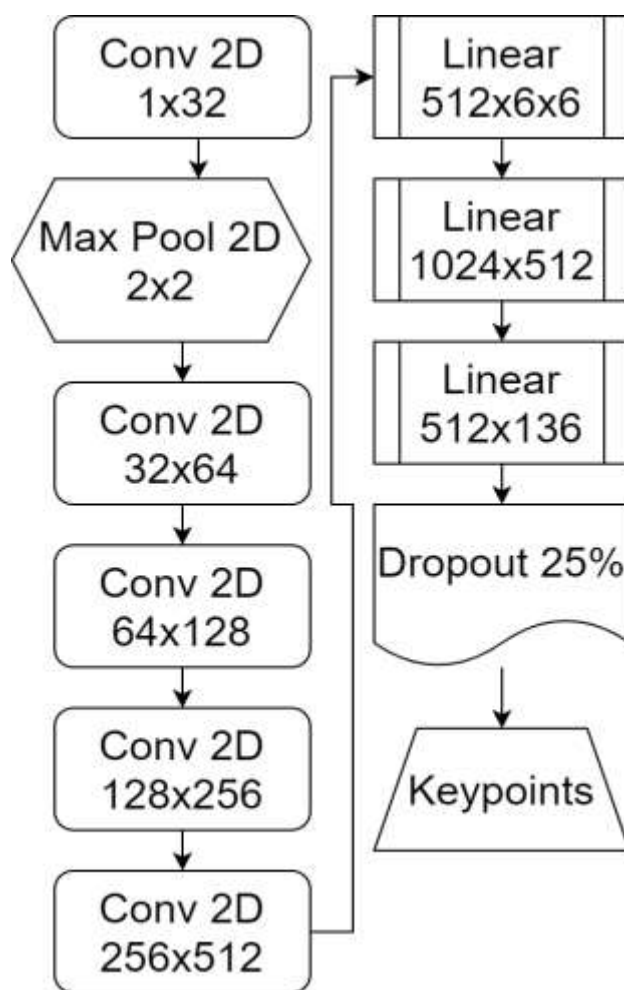 Conv 2D
1x32
Max Pool 2D
2x2
Conv 2D
32x64
Conv 2D
64x128
Conv 2D
128x256
Conv 2D
256x512
Linear
512x6x6
Linear
1024x512
Linear
512x136
Dropout 25%
Keypoints